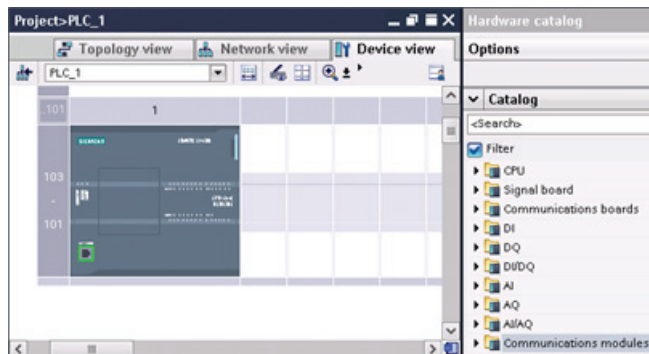 Project>PLC_1
Hardware catalog
Topology view
Network view
Device view
Options
PLC_1
Catalog
<Search>
Filter
CPU
Signal board
Communications boards
DI
DQ
DI/DQ
AI
AQ
AI/AQ
Communications modules
101
1
103
-
101
SIEMENS